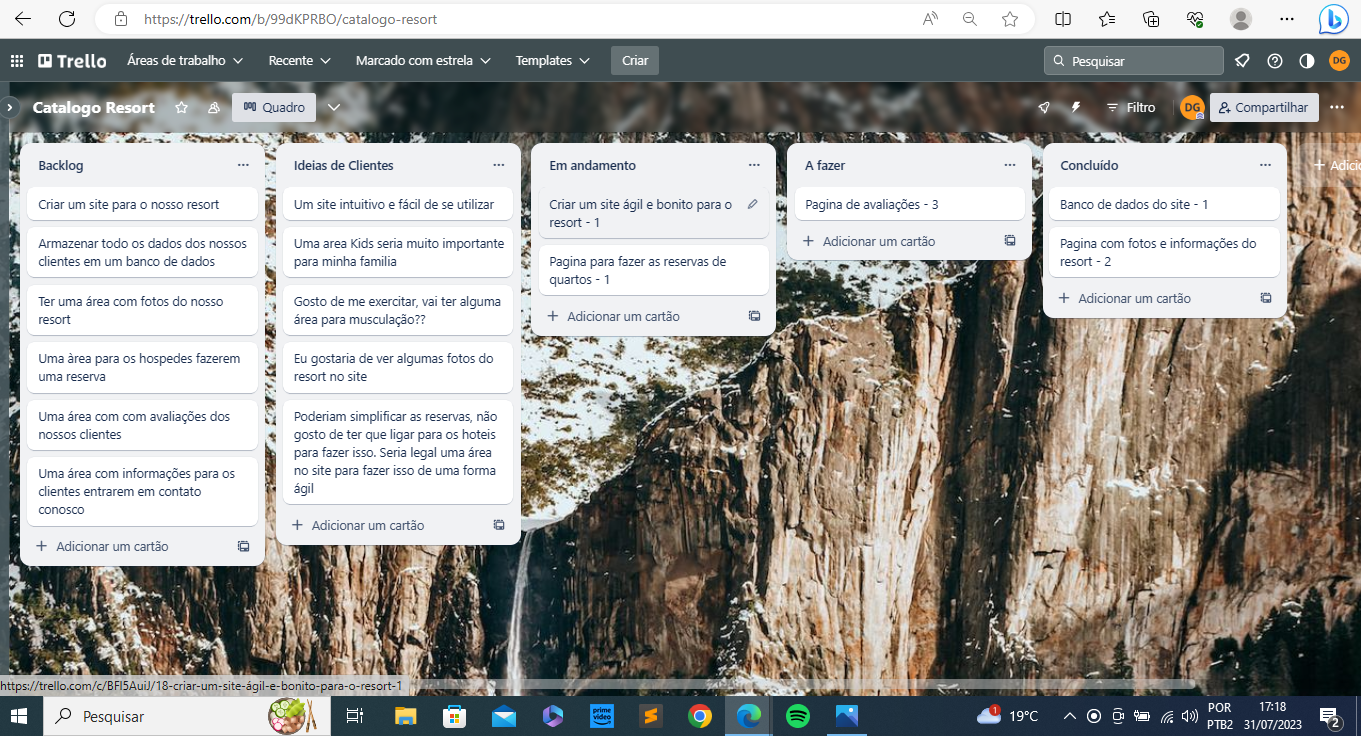 https://trello.com/b/99dKPRBO/catalogo-resort
Trello
Áreas de trabalho
Recente
Marcado com estrela
Templates
Criar
Pesquisar
DG
Catalogo Resort
Quadro
Filtro
DG
Compartilhar
Backlog
Criar um site para o nosso resort
Armazenar todo os dados dos nossos
clientes em um banco de dados
Ter uma área com fotos do nosso
resort
Uma àrea para os hospedes fazerem
uma reserva
Uma área com com avaliações dos
nossos clientes
Uma área com informações para os
clientes entrarem em contato
conosco
+ Adicionar um cartão
Ideias de Clientes
Um site intuitivo e fácil de se utilizar
Uma area Kids seria muito importante
para minha familia
Gosto de me exercitar, vai ter alguma
área para musculação??
Eu gostaria de ver algumas fotos do
resort no site
Poderiam simplificar as reservas, não
gosto de ter que ligar para os hoteis
para fazer isso. Seria legal uma área
no site para fazer isso de uma forma
ágil
+ Adicionar um cartão
Em andamento
Criar um site ágil e bonito para o
resort - 1
Pagina para fazer as reservas de
quartos - 1
+ Adicionar um cartão
A fazer
Pagina de avaliações - 3
+ Adicionar um cartão
Concluído
Banco de dados do site - 1
Pagina com fotos e informações do
resort - 2
+ Adicionar um cartão
+ Adicio
https://trello.com/c/BFI5AuiJ/18-criar-um-site-ágil-e-bonito-para-o-resort-1
Pesquisar
prime
video
1
19°C
POR
PTB2
17:18
31/07/2023
2